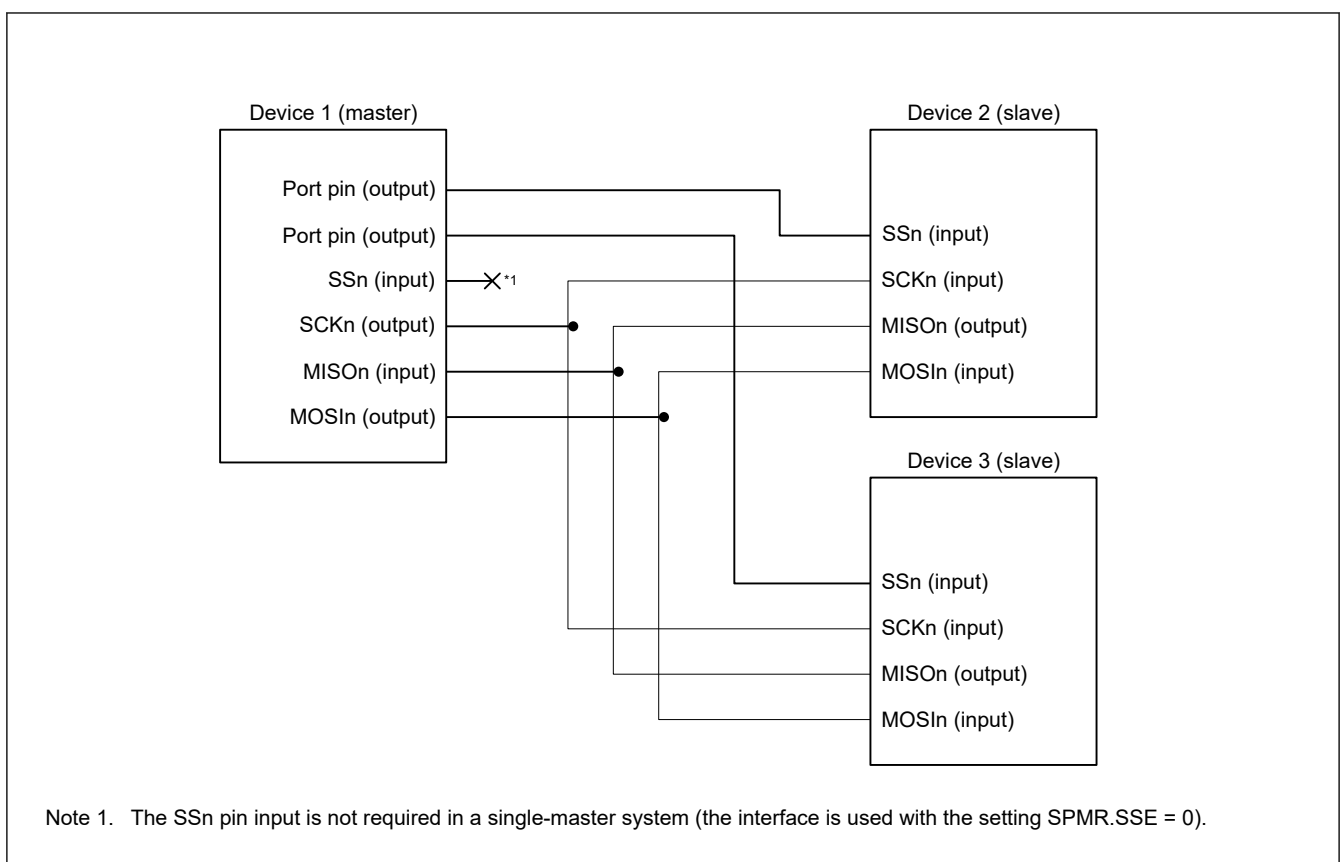 Device 1 (master)
Port pin (output)
Port pin (output)
SSn (input)
*1
SCKn (output)
MISOn (input)
MOSIn (output)
Device 2 (slave)
SSn (input)
SCKn (input)
MISOn (output)
MOSIn (input)
Device 3 (slave)
SSn (input)
SCKn (input)
MISOn (output)
MOSIn (input)
Note 1. The SSn pin input is not required in a single-master system (the interface is used with the setting SPMR.SSE = 0).